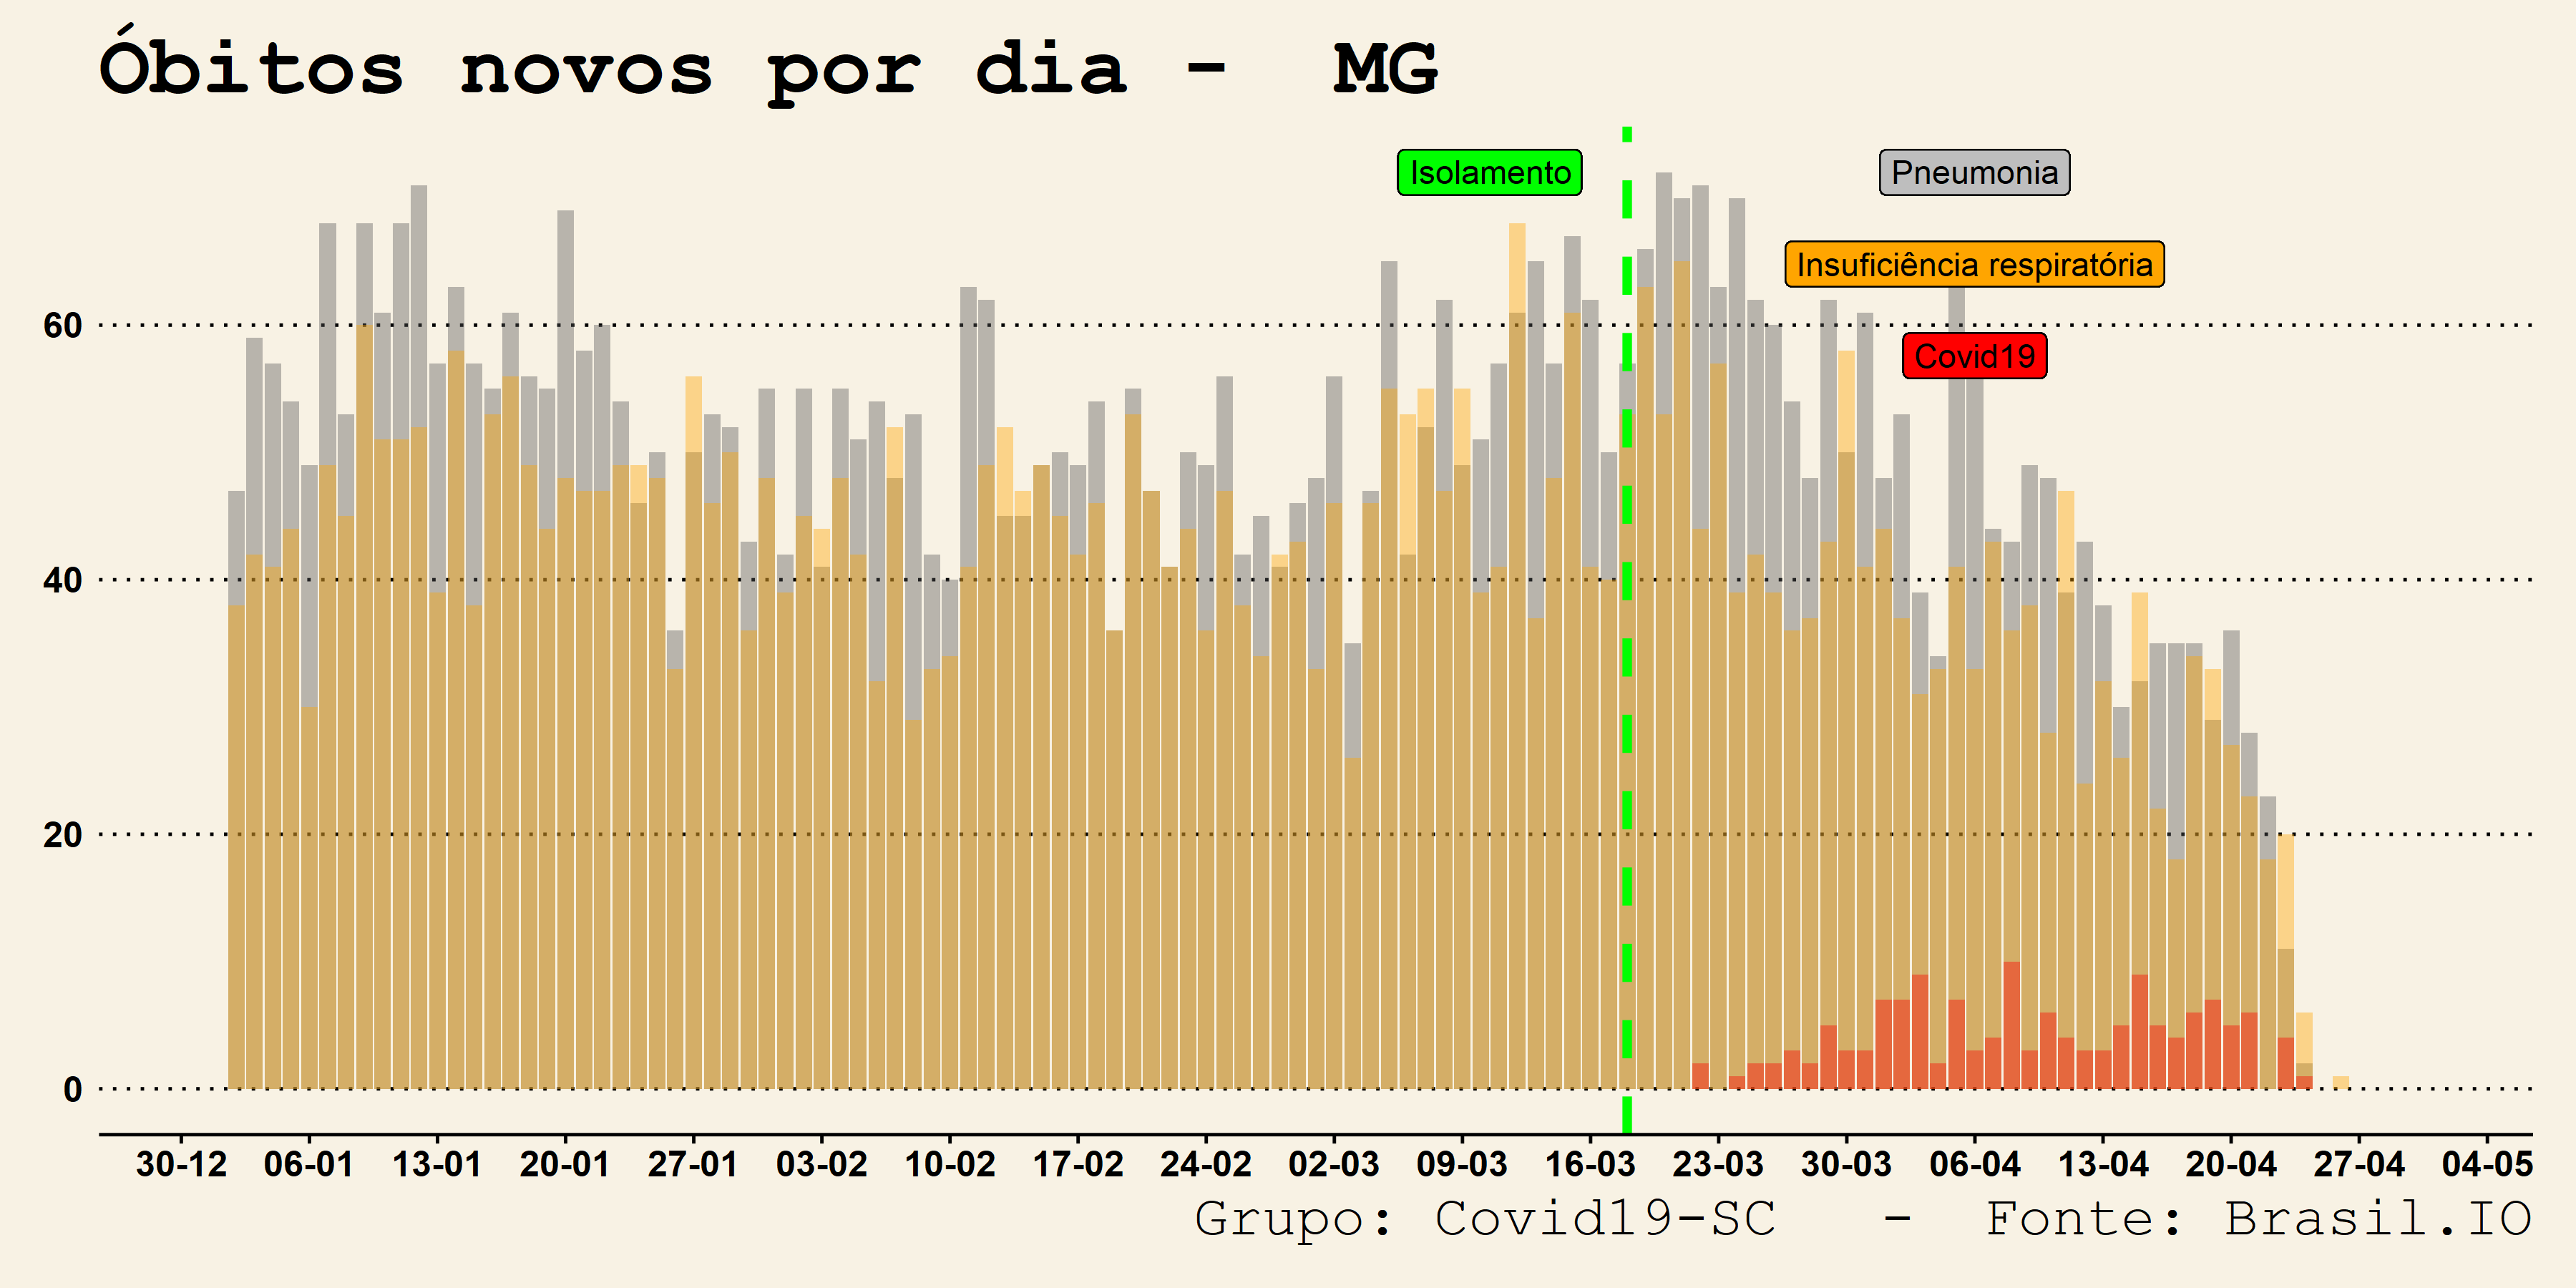 Óbitos novos por dia - MG
Isolamento
Pneumonia
Insuficiência respiratória
Covid19
60
40
20
0
30-12 06-01 13-01 20-01 27-01 03-02 10-02 17-02 24-02 02-03 09-03 16-03 23-03 30-03 06-04 13-04 20-04 27-04 04-05
Grupo: Covid19-SC - Fonte: Brasil.IO